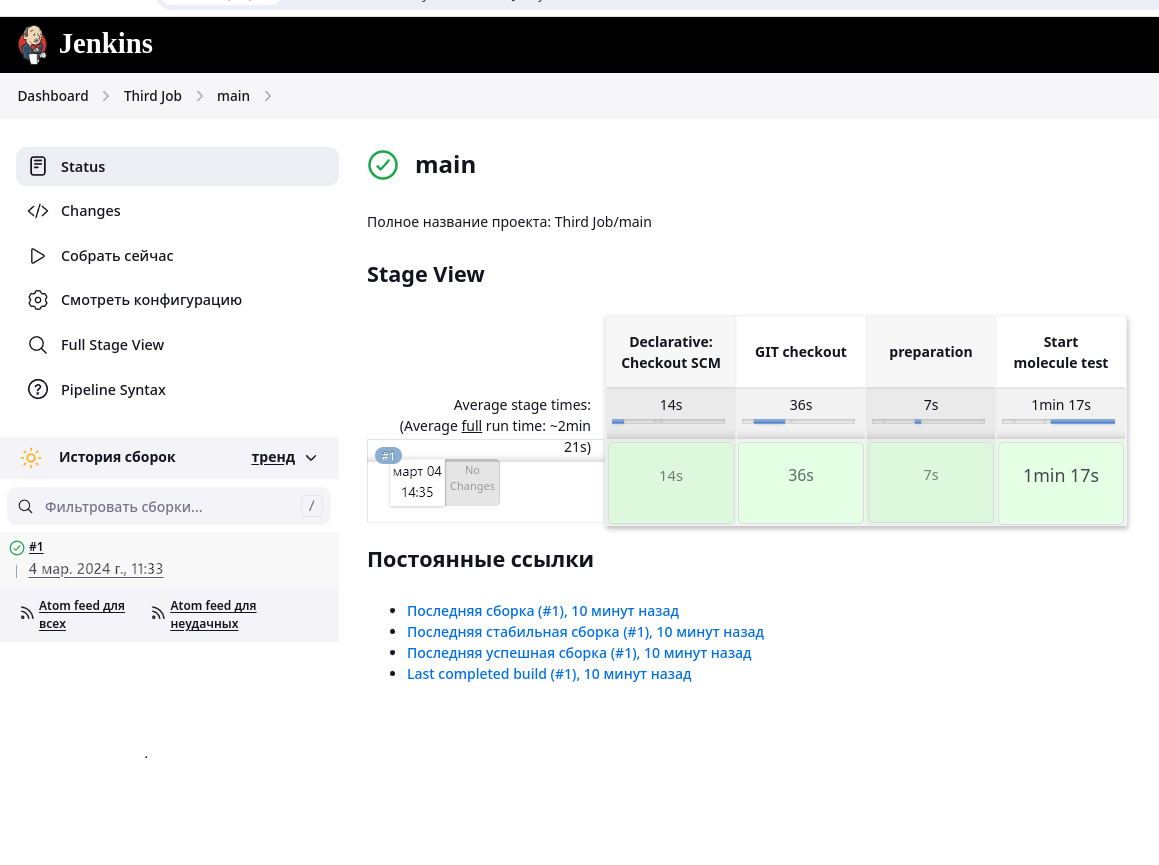 Jenkins
Dashboard
Third Job
main
Status
Changes
Собрать сейчас
Смотреть конфигурацию
Full Stage View
Pipeline Syntax
История сборок
тренд
Фильтровать сборки...
/
#1
4 мар. 2024 г., 11:33
Atom feed для
всех
Atom feed для
неудачных
main
Полное название проекта: Third Job/main
Stage View
Declarative:
Checkout SCM
GIT checkout
preparation
Start
molecule test
Average stage times:
(Average full run time: ~2min
21s)
14s
36s
7s
1min 17s
#1
март 04
14:35
No
Changes
14s
36s
7s
1min 17s
Постоянные ссылки
Последняя сборка (#1), 10 минут назад
Последняя стабильная сборка (#1), 10 минут назад
Последняя успешная сборка (#1), 10 минут назад
Last completed build (#1), 10 минут назад